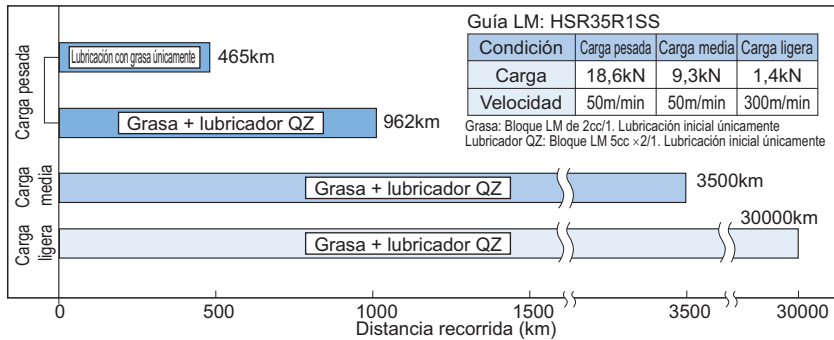 Guía LM: HSR35R1SS
Condición Carga pesada Carga media Carga ligera
Carga 18,6kN 9,3kN 1,4kN
Velocidad 50m/min 50m/min 300m/min
Grasa: Bloque LM de 2cc/1. Lubricación inicial únicamente
Lubricador QZ: Bloque LM 5cc ×2/1. Lubricación inicial únicamente
Carga pesada
Lubricación con grasa únicamente
465km
Grasa + lubricador QZ
962km
Carga
media
Grasa + lubricador QZ
3500km
Carga
ligera
Grasa + lubricador QZ
30000km
0 500 1000 1500 3500 30000
Distancia recorrida (km)